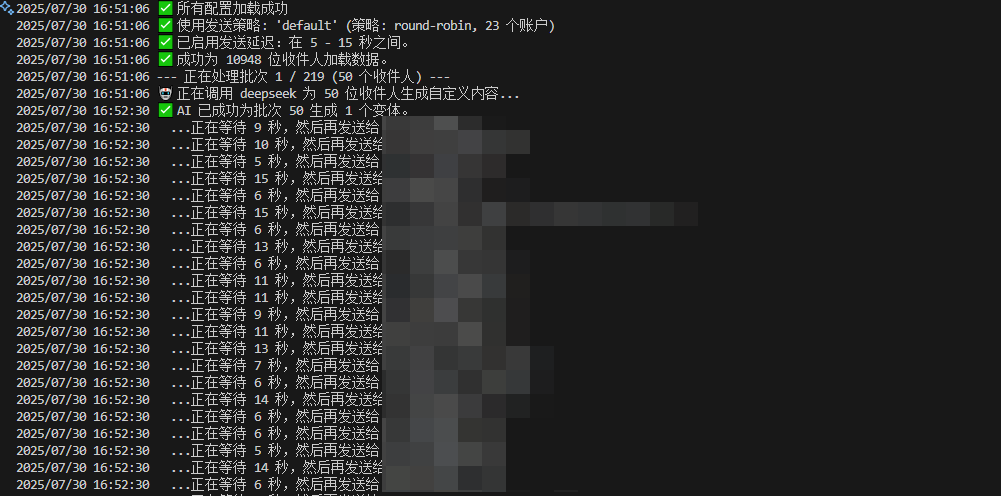 2025/07/30 16:51:06 ✅ 所有配置加载成功
2025/07/30 16:51:06 ✅ 使用发送策略: 'default' (策略: round-robin, 23 个账户)
2025/07/30 16:51:06 ✅ 已启用发送延迟：在 5 - 15 秒之间。
2025/07/30 16:51:06 ✅ 成功为 10948 位收件人加载数据。
2025/07/30 16:51:06 --- 正在处理批次 1 / 219 (50 个收件人) ---
2025/07/30 16:51:06 🤖 正在调用 deepseek 为 50 位收件人生成自定义内容...
2025/07/30 16:52:30 ✅ AI 已成功为批次 50 生成 1 个变体。
2025/07/30 16:52:30 ...正在等待 9 秒，然后再发送给
2025/07/30 16:52:30 ...正在等待 10 秒，然后再发送给
2025/07/30 16:52:30 ...正在等待 5 秒，然后再发送给
2025/07/30 16:52:30 ...正在等待 15 秒，然后再发送给
2025/07/30 16:52:30 ...正在等待 6 秒，然后再发送给
2025/07/30 16:52:30 ...正在等待 15 秒，然后再发送给
2025/07/30 16:52:30 ...正在等待 6 秒，然后再发送给
2025/07/30 16:52:30 ...正在等待 13 秒，然后再发送给
2025/07/30 16:52:30 ...正在等待 6 秒，然后再发送给
2025/07/30 16:52:30 ...正在等待 11 秒，然后再发送给
2025/07/30 16:52:30 ...正在等待 11 秒，然后再发送给
2025/07/30 16:52:30 ...正在等待 9 秒，然后再发送给
2025/07/30 16:52:30 ...正在等待 11 秒，然后再发送给
2025/07/30 16:52:30 ...正在等待 13 秒，然后再发送给
2025/07/30 16:52:30 ...正在等待 7 秒，然后再发送给
2025/07/30 16:52:30 ...正在等待 6 秒，然后再发送给
2025/07/30 16:52:30 ...正在等待 14 秒，然后再发送给
2025/07/30 16:52:30 ...正在等待 6 秒，然后再发送给
2025/07/30 16:52:30 ...正在等待 6 秒，然后再发送给
2025/07/30 16:52:30 ...正在等待 5 秒，然后再发送给
2025/07/30 16:52:30 ...正在等待 14 秒，然后再发送给
2025/07/30 16:52:30 ...正在等待 6 秒，然后再发送给